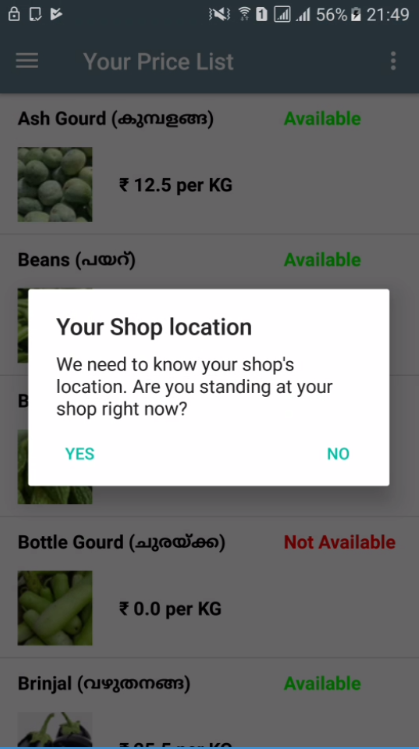 1 56% 21:49
Your Price List
Ash Gourd (കുമ്പളങ്ങ) Available
₹ 12.5 per KG
Beans (പയറ്) Available
Your Shop location
We need to know your shop's
location. Are you standing at your
shop right now?
B
YES NO
Bottle Gourd (ചുരയ്ക്ക) Not Available
₹ 0.0 per KG
Brinjal (വഴുതനങ്ങ) Available